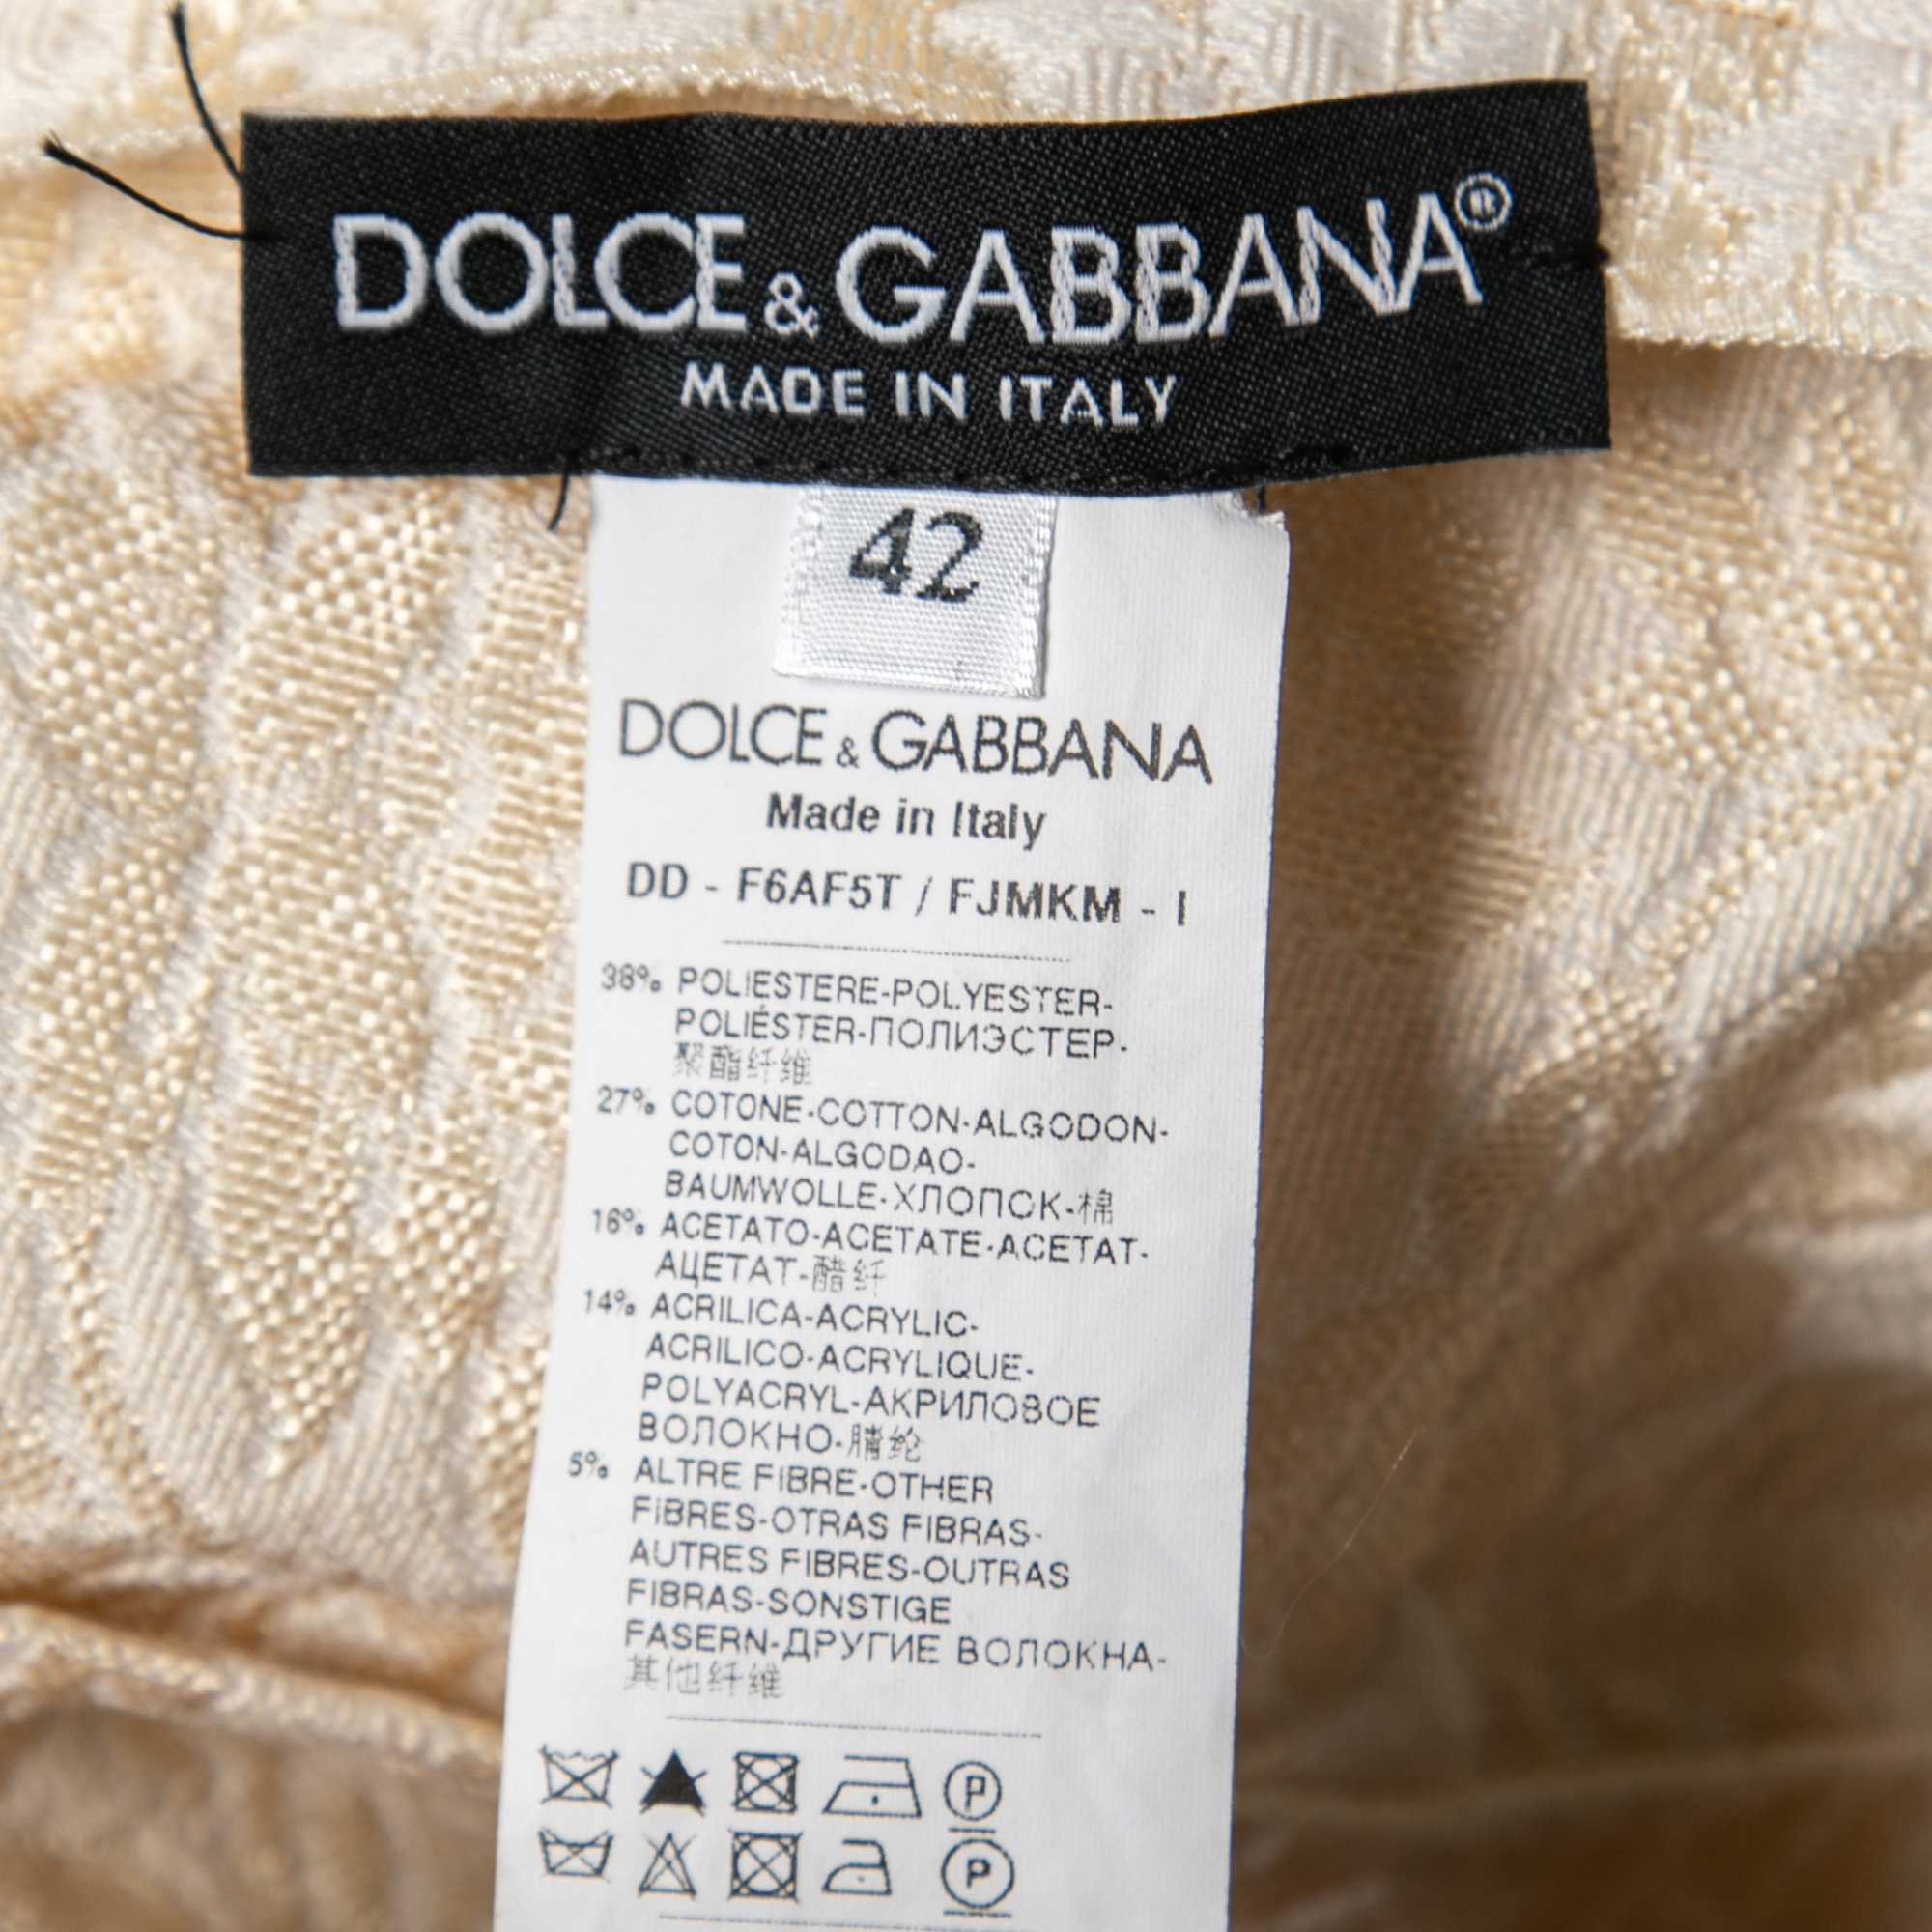 DOLCE & GABBANA®
MADE IN ITALY
42
DOLCE & GABBANA
Made in Italy
DD - F6AF5T / FJMKM - I
38% POLIESTERE-POLYESTER-
POLIÉSTER-ПОЛИЭСТЕР-
聚酯纤维
27% COTONE-COTTON-ALGODON-
COTON-ALGODAO-
BAUMWOLLE-ХЛОПОК-棉
16% ACETATO-ACETATE-ACETAT-
АЦЕТАТ-醋纤
14% ACRILICA-ACRYLIC-
ACRILICO-ACRYLIQUE-
POLYACRYL-АКРИЛОВОЕ
ВОЛОКНО-腈纶
5% ALTRE FIBRE-OTHER
FIBRES-OTRAS FIBRAS-
AUTRES FIBRES-OUTRAS
FIBRAS-SONSTIGE
FASERN-ДРУГИЕ ВОЛОКНА-
其他纤维
P
P